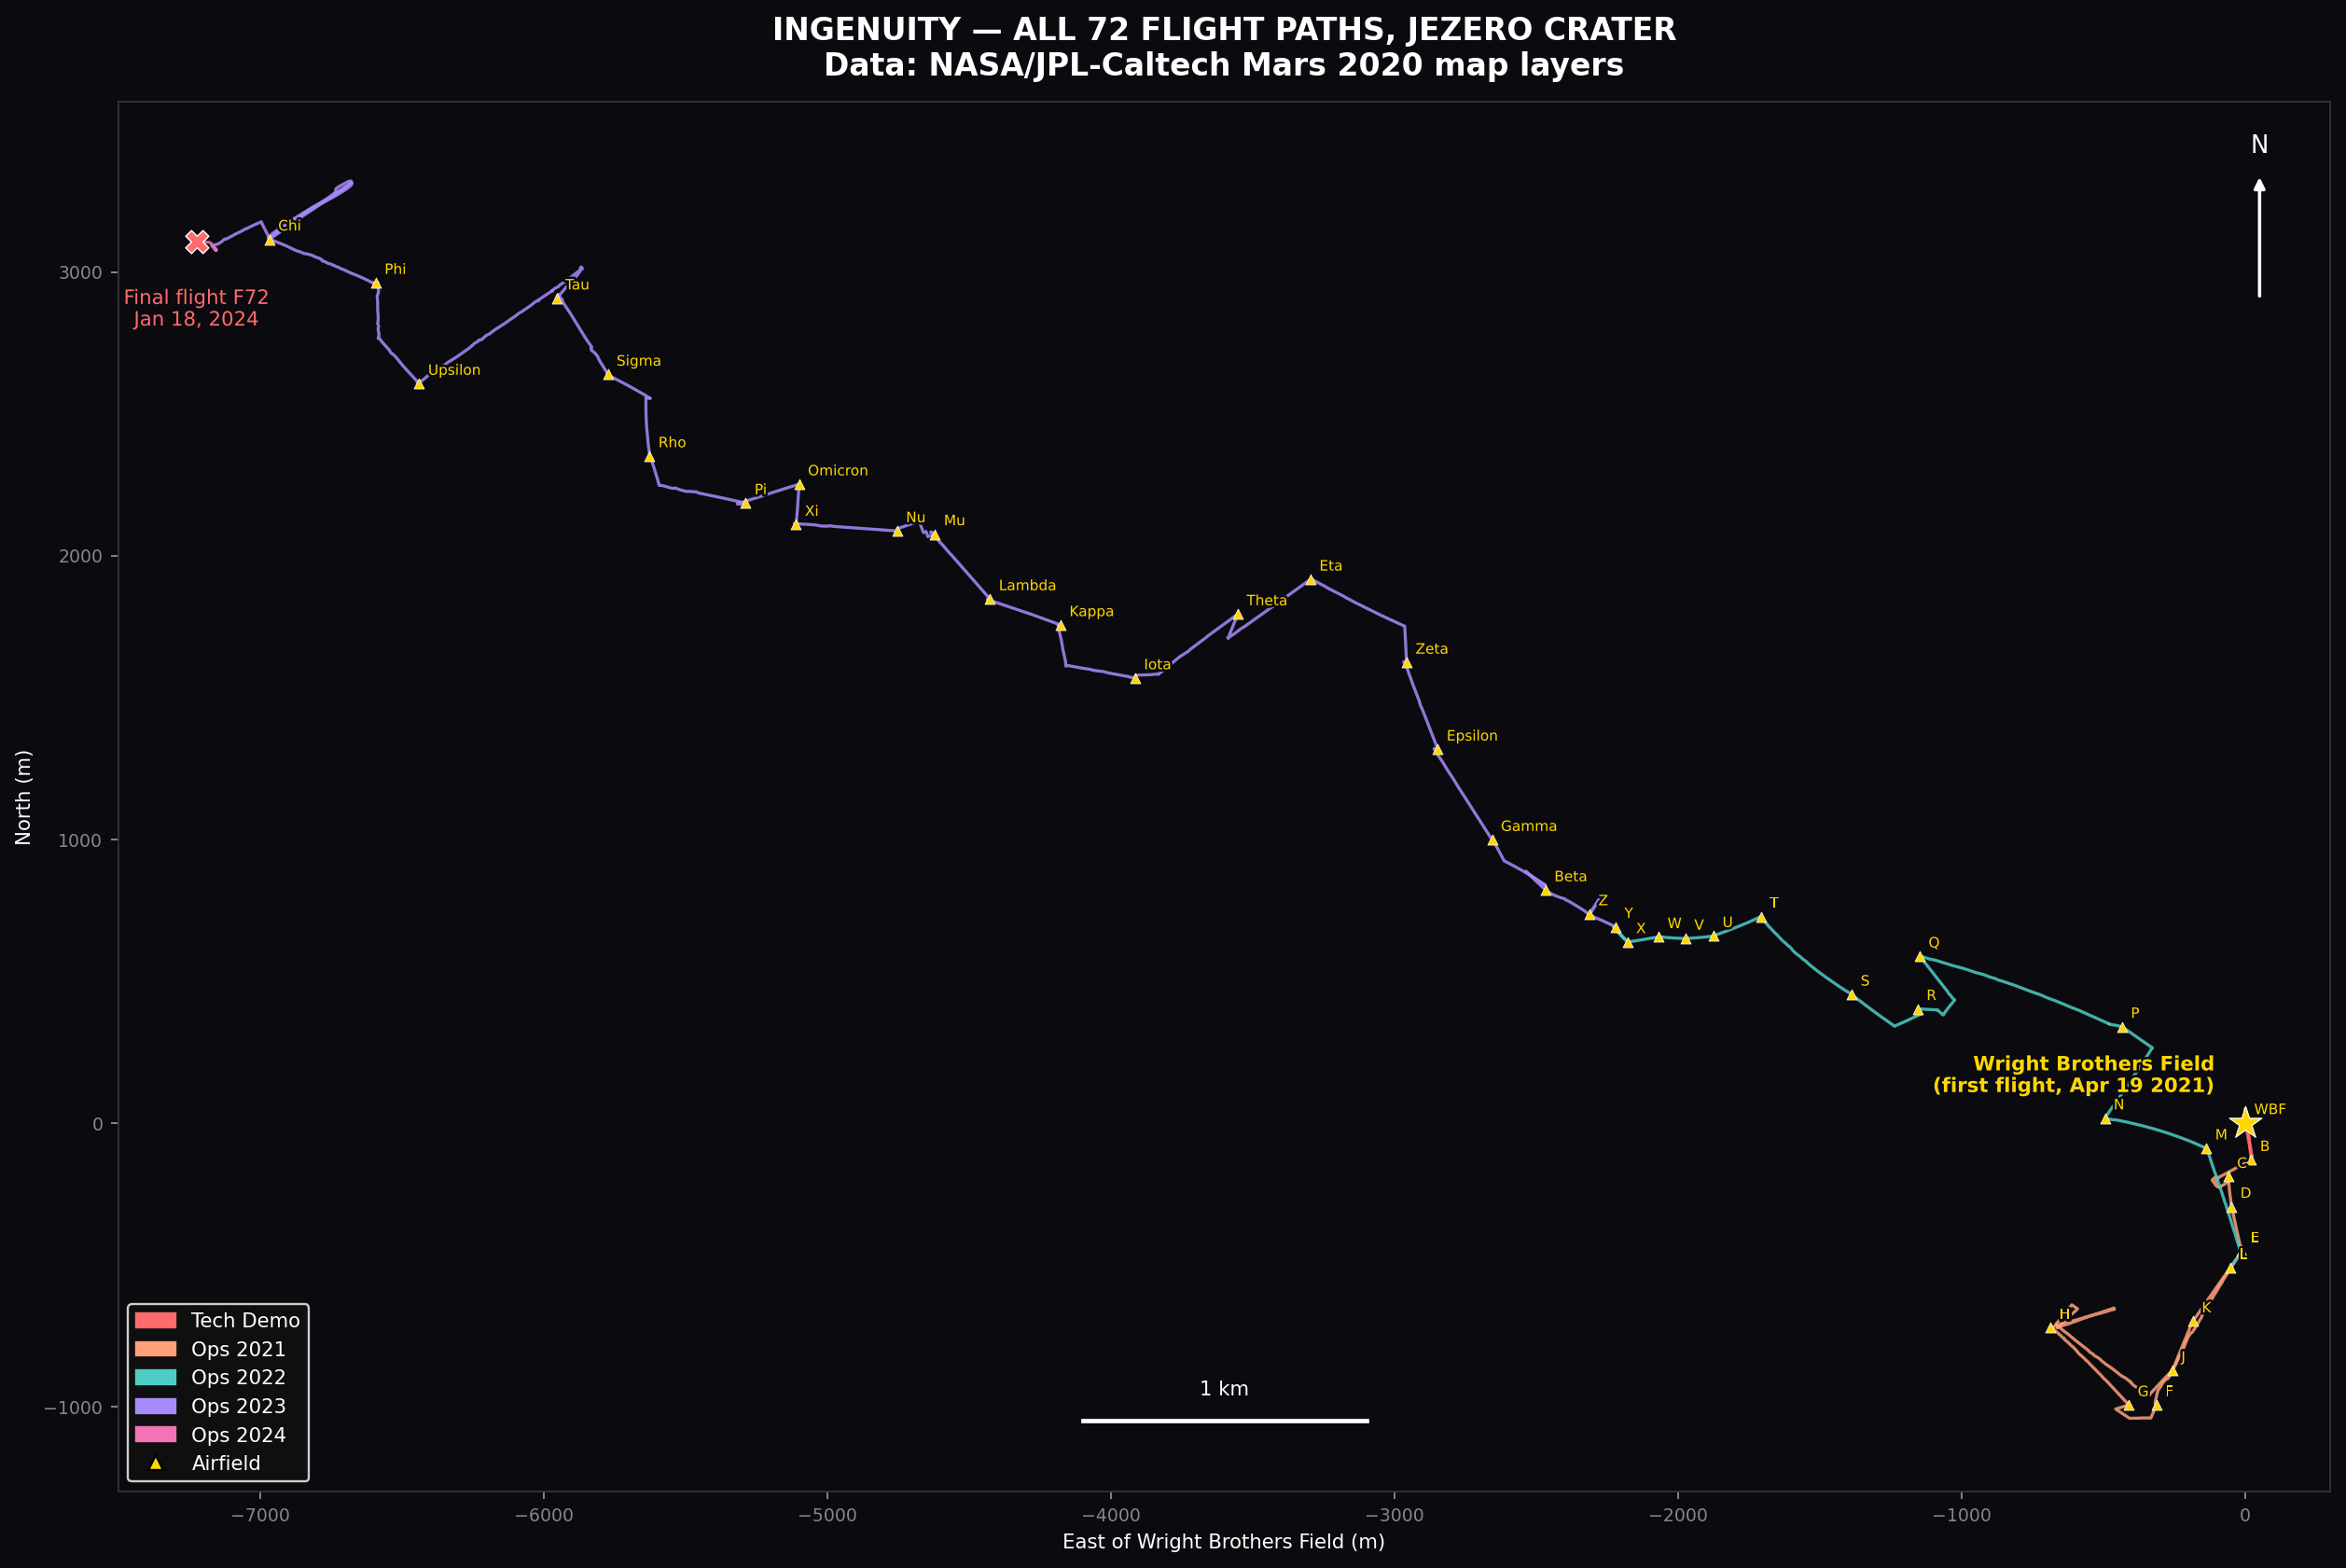 INGENUITY — ALL 72 FLIGHT PATHS, JEZERO CRATER
Data: NASA/JPL-Caltech Mars 2020 map layers
N
Chi
Phi
3000
Final flight F72
Jan 18, 2024
Tau
Upsilon
Sigma
Rho
Omicron
Pi
Xi
Nu
Mu
2000
Lambda
Kappa
Eta
Theta
Iota
Zeta
Epsilon
North (m)
1000
Gamma
Beta
Z
Y
X
W
V
U
T
Q
S
R
P
Wright Brothers Field
(first flight, Apr 19 2021)
0
N
WBF
M
B
C
D
E
L
K
H
J
G
F
−1000
Tech Demo
Ops 2021
Ops 2022
Ops 2023
Ops 2024
Airfield
1 km
−7000
−6000
−5000
−4000
−3000
−2000
−1000
0
East of Wright Brothers Field (m)